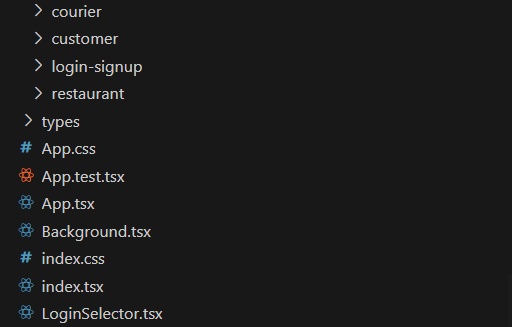 courier
customer
login-signup
restaurant
types
# App.css
App.test.tsx
App.tsx
Background.tsx
# index.css
index.tsx
LoginSelector.tsx